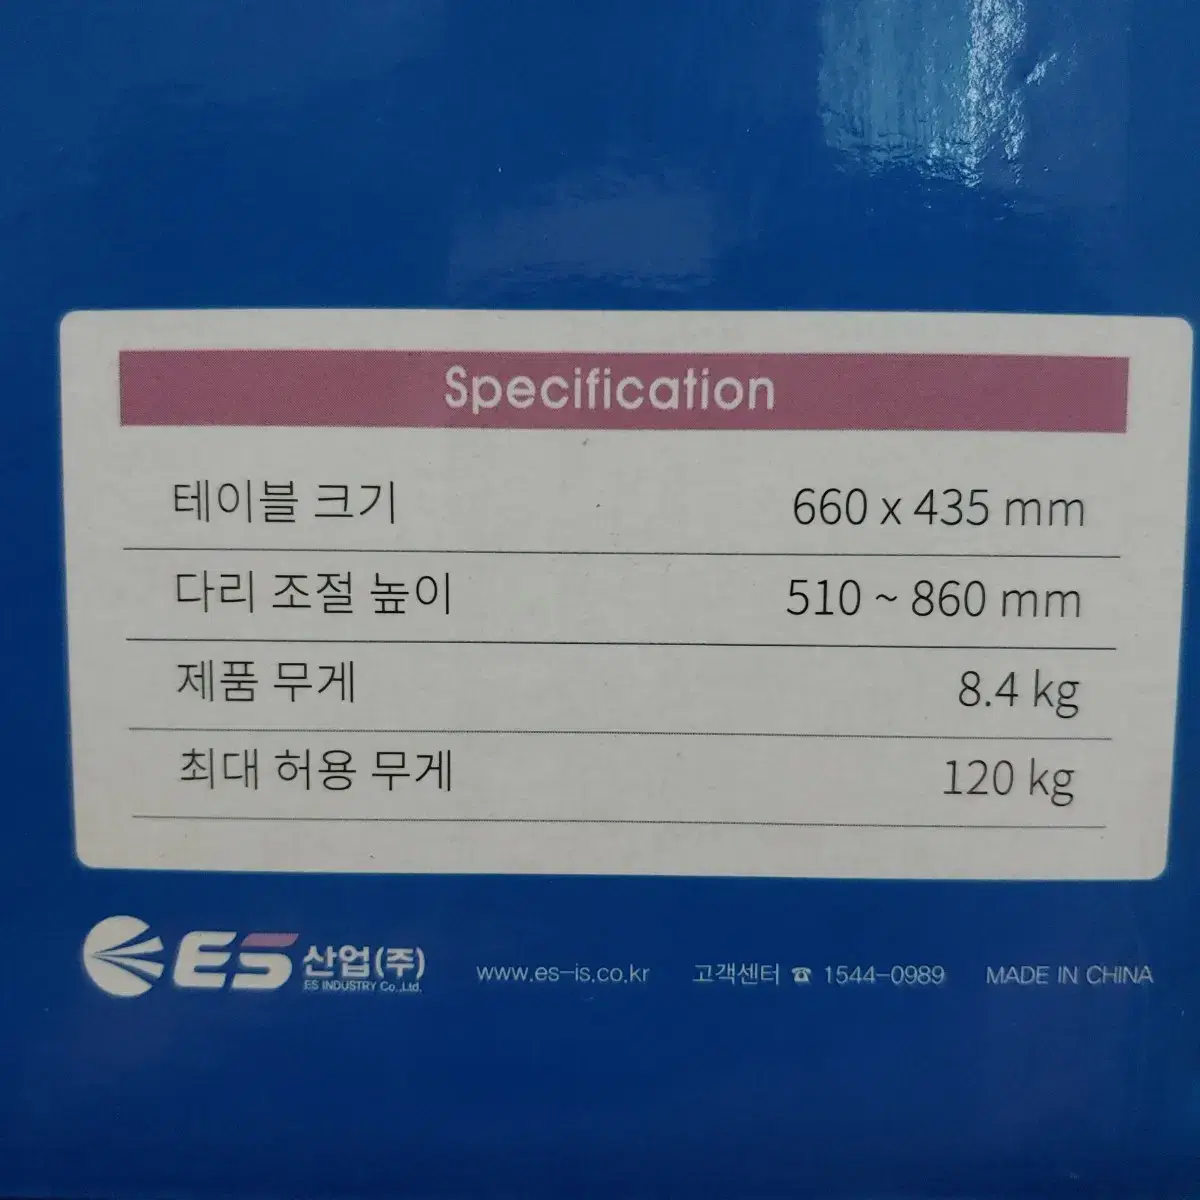 Specification
테이블 크기 660 x 435 mm
다리 조절 높이 510 ~ 860 mm
제품 무게 8.4 kg
최대 허용 무게 120 kg
ES 산업(주) www.es-is.co.kr 고객센터 ☎ 1544-0989 MADE IN CHINA
ES INDUSTRY Co.,Ltd.